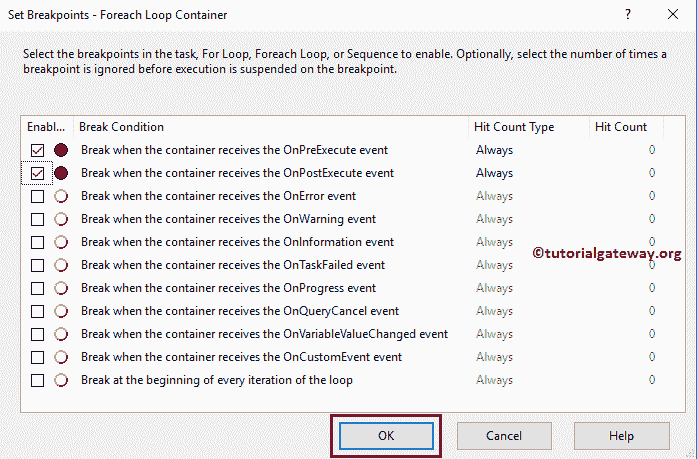 Set Breakpoints - Foreach Loop Container
Select the breakpoints in the task, For Loop, Foreach Loop, or Sequence to enable. Optionally, select the number of times a
breakpoint is ignored before execution is suspended on the breakpoint.
Enabl... Break Condition Hit Count Type Hit Count
Break when the container receives the OnPreExecute event Always 0
Break when the container receives the OnPostExecute event Always 0
Break when the container receives the OnError event Always 0
Break when the container receives the OnWarning event Always 0
Break when the container receives the OnInformation event Always 0
©tutorialgateway.org
Break when the container receives the OnTaskFailed event Always 0
Break when the container receives the OnProgress event Always 0
Break when the container receives the OnQueryCancel event Always 0
Break when the container receives the OnVariableValueChanged event Always 0
Break when the container receives the OnCustomEvent event Always 0
Break at the beginning of every iteration of the loop Always 0
OK Cancel Help